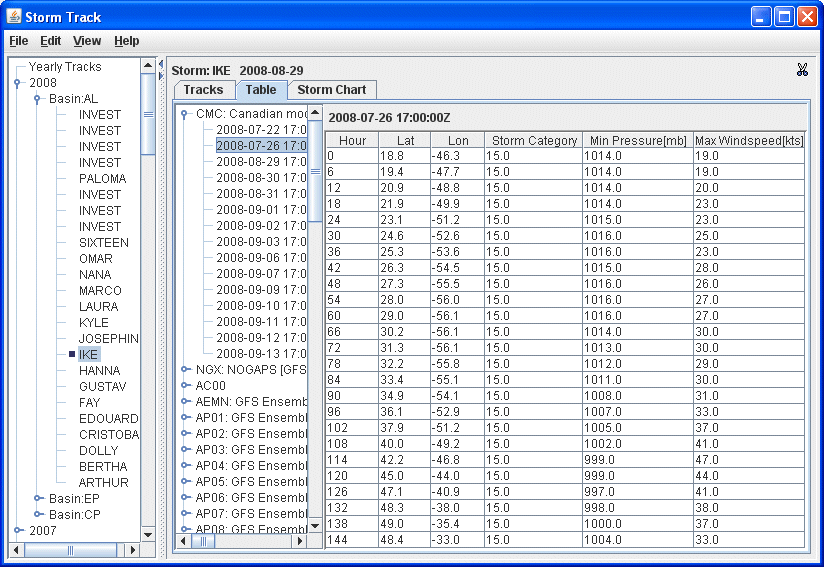 Storm Track
File Edit View Help
Yearly Tracks
2008
Basin:AL
INVEST
INVEST
INVEST
INVEST
PALOMA
INVEST
INVEST
INVEST
SIXTEEN
OMAR
NANA
MARCO
LAURA
KYLE
JOSEPHIN
IKE
HANNA
GUSTAV
FAY
EDOUARD
CRISTOBA
DOLLY
BERTHA
ARTHUR
Basin:EP
Basin:CP
2007
Storm: IKE 2008-08-29
Tracks Table Storm Chart
CMC: Canadian mod
2008-07-22 17:0
2008-07-26 17:0
2008-08-29 17:0
2008-08-30 17:0
2008-08-31 17:0
2008-09-01 17:0
2008-09-02 17:0
2008-09-03 17:0
2008-09-06 17:0
2008-09-07 17:0
2008-09-09 17:0
2008-09-10 17:0
2008-09-11 17:0
2008-09-12 17:0
2008-09-13 17:0
NGX: NOGAPS [GFS
AC00
AEMN: GFS Ensembl
AP01: GFS Ensembl
AP02: GFS Ensembl
AP03: GFS Ensembl
AP04: GFS Ensembl
AP05: GFS Ensembl
AP06: GFS Ensembl
AP07: GFS Ensembl
AP08: GFS Ensembl
2008-07-26 17:00:00Z
Hour Lat Lon Storm Category Min Pressure[mb] Max Windspeed[kts]
0 18.8 -46.3 15.0 1014.0 19.0
6 19.4 -47.7 15.0 1014.0 19.0
12 20.9 -48.8 15.0 1014.0 20.0
18 21.9 -49.9 15.0 1014.0 23.0
24 23.1 -51.2 15.0 1015.0 23.0
30 24.6 -52.6 15.0 1016.0 25.0
36 25.3 -53.6 15.0 1016.0 23.0
42 26.3 -54.5 15.0 1015.0 28.0
48 27.3 -55.5 15.0 1016.0 26.0
54 28.0 -56.0 15.0 1016.0 27.0
60 29.0 -56.1 15.0 1016.0 27.0
66 30.2 -56.1 15.0 1014.0 30.0
72 31.3 -56.1 15.0 1013.0 30.0
78 32.2 -55.8 15.0 1012.0 29.0
84 33.4 -55.1 15.0 1011.0 30.0
90 34.9 -54.1 15.0 1008.0 31.0
96 36.1 -52.9 15.0 1007.0 33.0
102 37.9 -51.2 15.0 1005.0 37.0
108 40.0 -49.2 15.0 1002.0 41.0
114 42.2 -46.8 15.0 999.0 47.0
120 45.0 -44.0 15.0 999.0 44.0
126 47.1 -40.9 15.0 997.0 41.0
132 48.3 -38.0 15.0 998.0 38.0
138 49.0 -35.4 15.0 1000.0 37.0
144 48.4 -33.0 15.0 1004.0 33.0